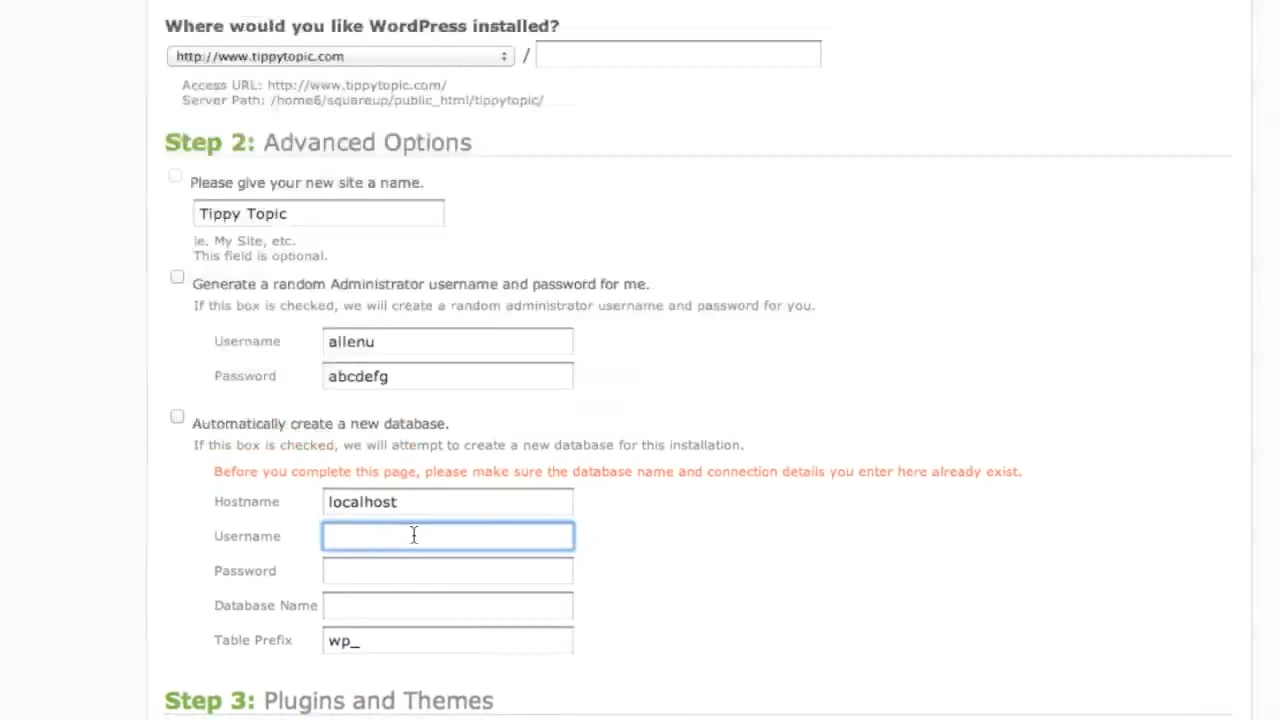 Where would you like WordPress installed?
http://www.tippytopic.com /
Access URL: http://www.tippytopic.com/
Server Path: /home6/squareup/public_html/tippytopic/
Step 2: Advanced Options
Please give your new site a name.
Tippy Topic
ie. My Site, etc.
This field is optional.
Generate a random Administrator username and password for me.
If this box is checked, we will create a random administrator username and password for you.
Username allenu
Password abcdefg
Automatically create a new database.
If this box is checked, we will attempt to create a new database for this installation.
Before you complete this page, please make sure the database name and connection details you enter here already exist.
Hostname localhost
Username
Password
Database Name
Table Prefix wp_
Step 3: Plugins and Themes